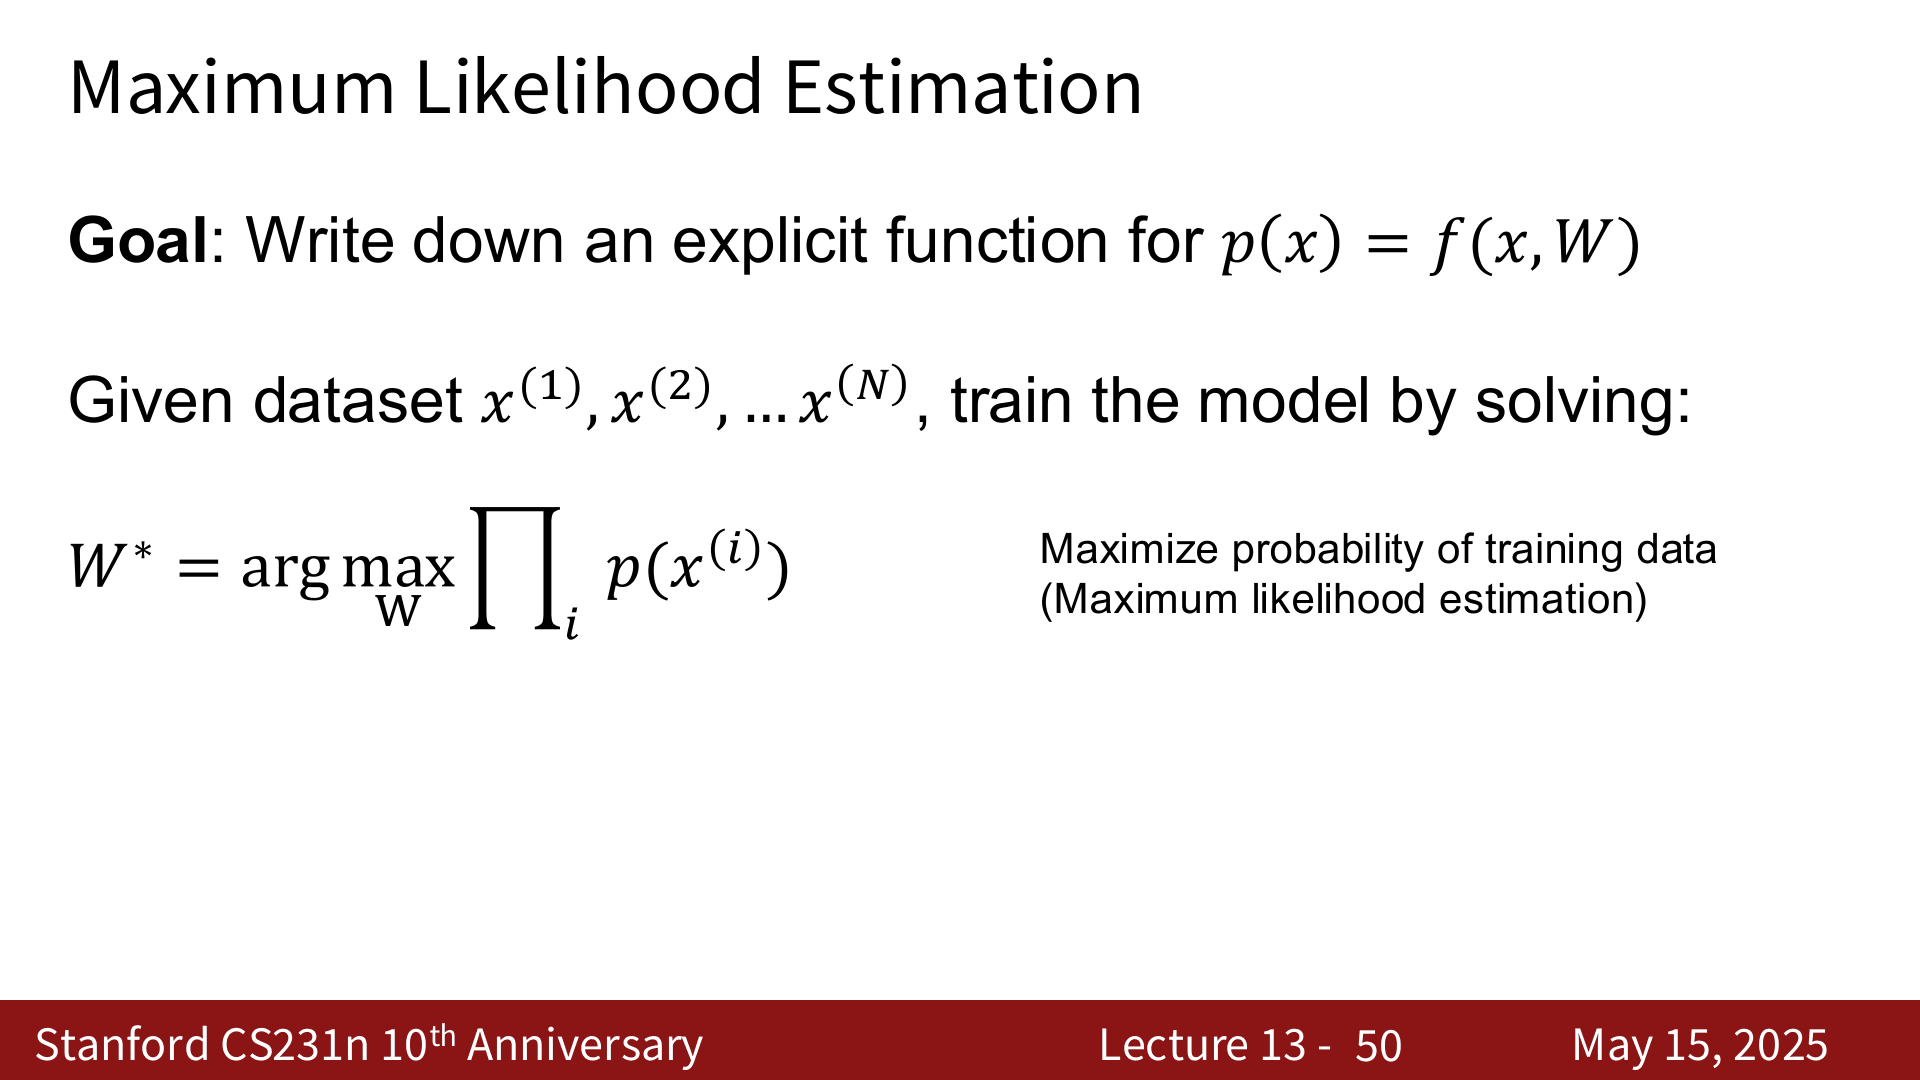 Maximum Likelihood Estimation
Goal: Write down an explicit function for p(x) = f(x, W)
Given dataset x^(1), x^(2), … x^(N), train the model by solving:
W* = arg max_W ∏_i p(x^(i))
Maximize probability of training data
(Maximum likelihood estimation)
Stanford CS231n 10th Anniversary
Lecture 13 - 50
May 15, 2025